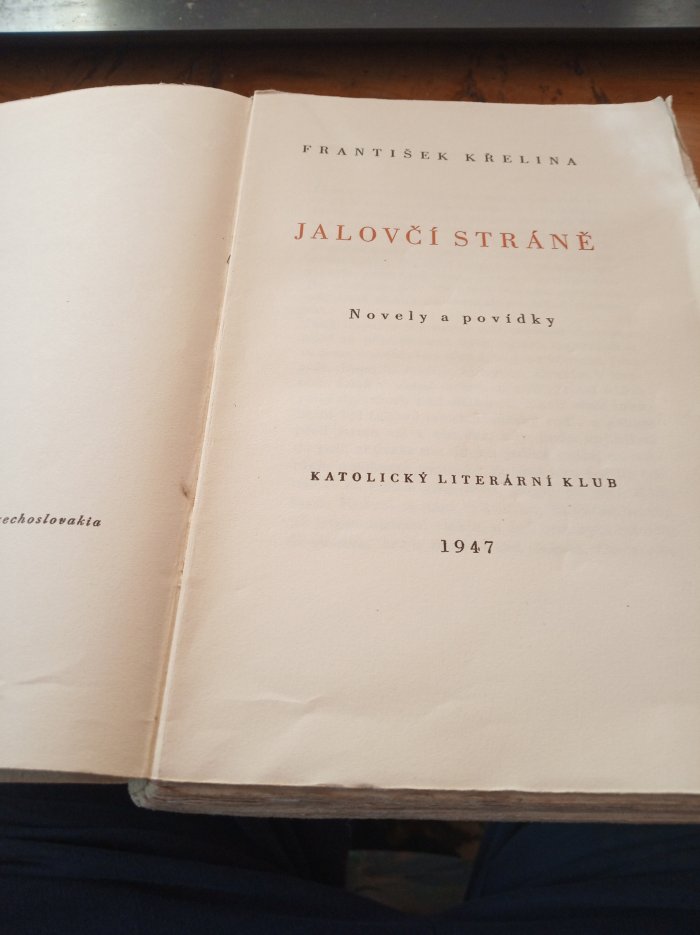 FRANTIŠEK KŘELINA
JALOVČÍ STRÁNĚ
Novely a povídky
KATOLICKÝ LITERÁRNÍ KLUB
1947
echoslovakia